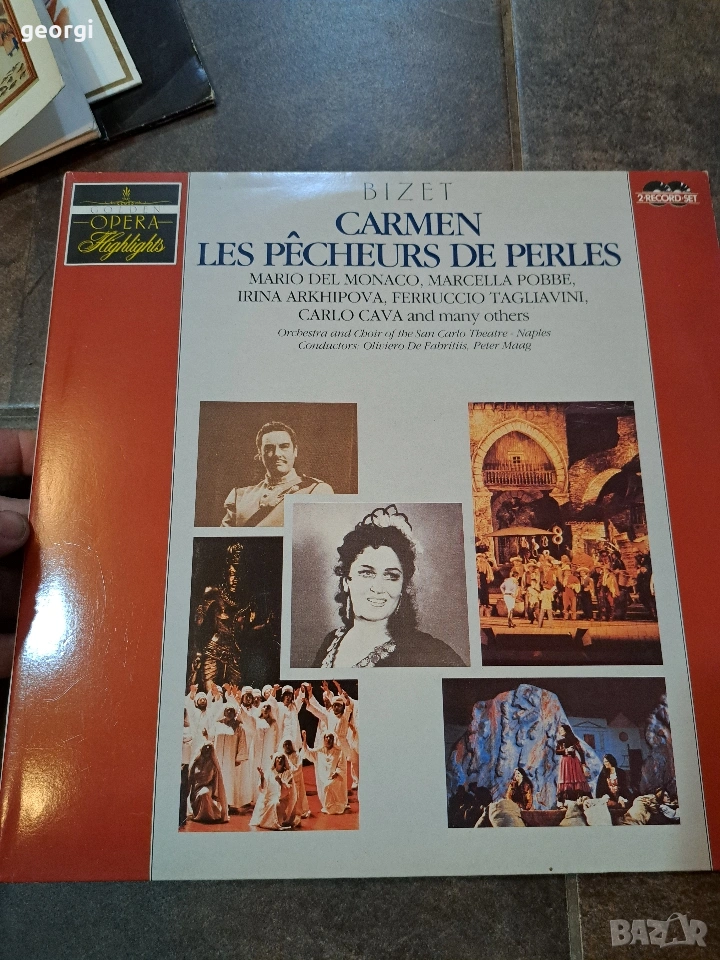 georgi
BIZET
2-RECORD-SET
GOLDEN
OPERA
Highlights
CARMEN
LES PÊCHEURS DE PERLES
MARIO DEL MONACO, MARCELLA POBBE,
IRINA ARKHIPOVA, FERRUCCIO TAGLIAVINI,
CARLO CAVA and many others
Orchestra and Choir of the San Carlo Theatre - Naples
Conductors: Oliviero De Fabritiis, Peter Maag
BAZAR